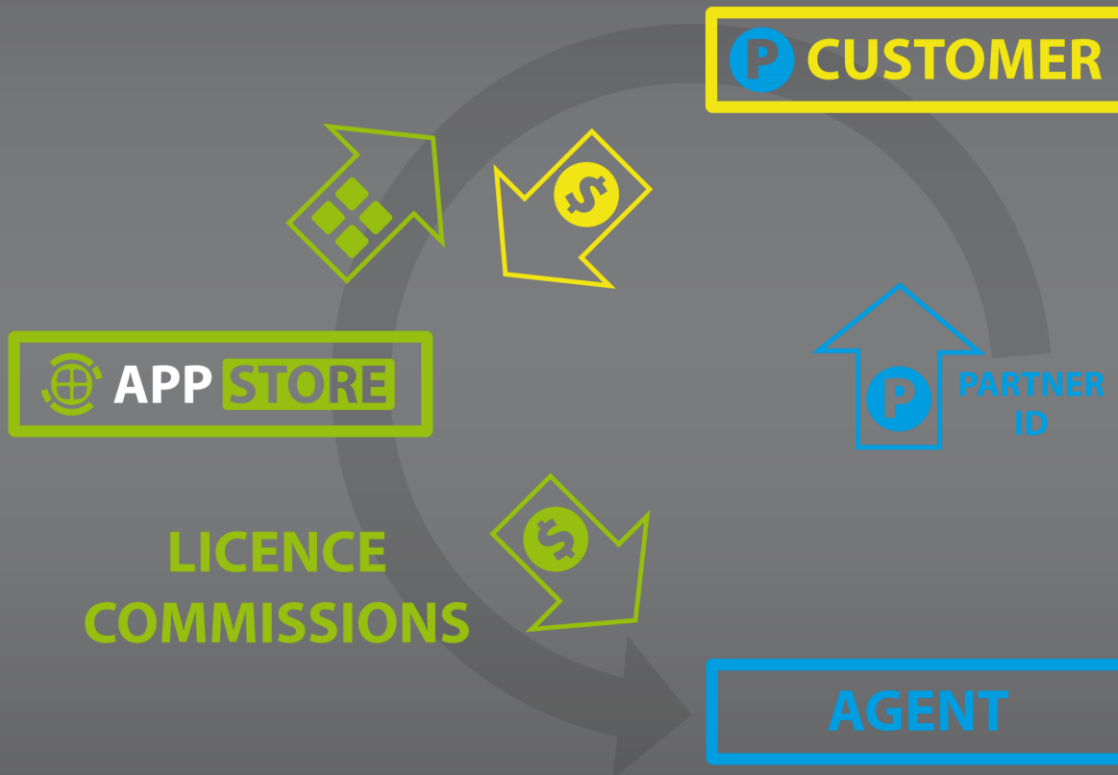 P CUSTOMER
$
APP STORE
P
PARTNER
ID
$
LICENCE
COMMISSIONS
AGENT